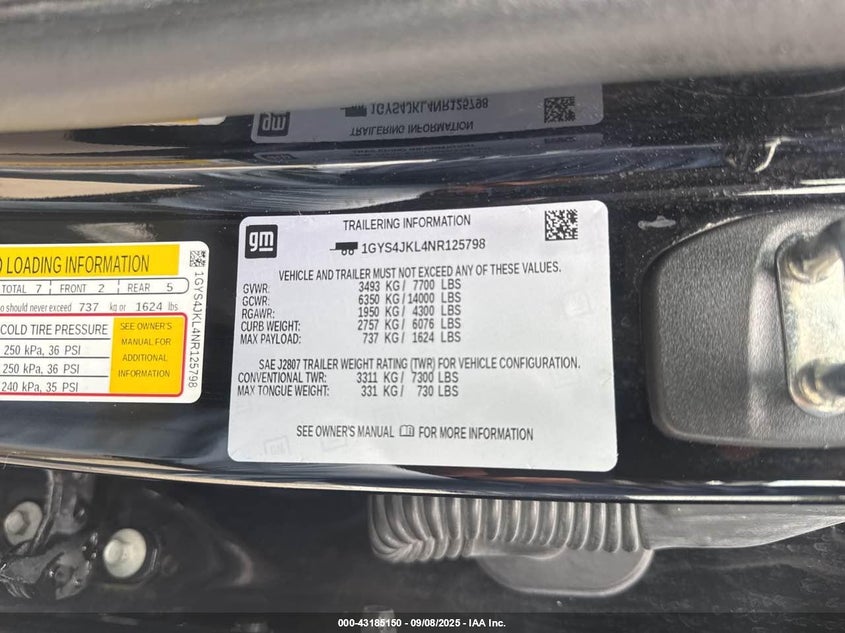 1GYS4JKL4NR125798
TRAILERING INFORMATION
gm
TRAILERING INFORMATION
1GYS4JKL4NR125798
VEHICLE AND TRAILER MUST NOT EXCEED ANY OF THESE VALUES.
GVWR: 3493 KG / 7700 LBS
GCWR: 6350 KG / 14000 LBS
RGAWR: 1950 KG / 4300 LBS
CURB WEIGHT: 2757 KG / 6076 LBS
MAX PAYLOAD: 737 KG / 1624 LBS
SAE J2807 TRAILER WEIGHT RATING (TWR) FOR VEHICLE CONFIGURATION.
CONVENTIONAL TWR: 3311 KG / 7300 LBS
MAX TONGUE WEIGHT: 331 KG / 730 LBS
SEE OWNER'S MANUAL FOR MORE INFORMATION
LOADING INFORMATION
TOTAL 7 FRONT 2 REAR 5
should never exceed 737 kg or 1624 lbs
COLD TIRE PRESSURE
250 kPa, 36 PSI
250 kPa, 36 PSI
240 kPa, 35 PSI
SEE OWNER'S
MANUAL FOR
ADDITIONAL
INFORMATION
1GYS4JKL4NR125798
000-43185150 - 09/08/2025 - IAA Inc.